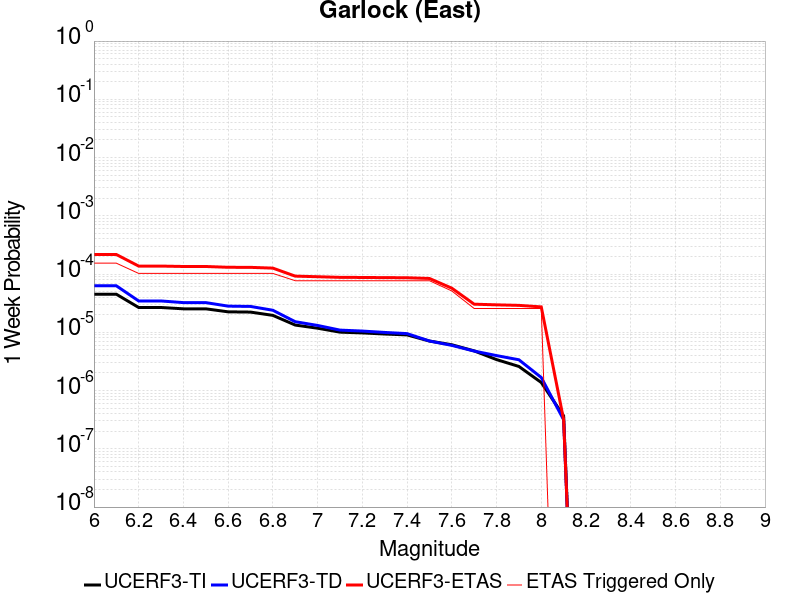 Garlock (East)
10^0
10^-1
10^-2
10^-3
10^-4
10^-5
10^-6
10^-7
10^-8
1 Week Probability
6 6.2 6.4 6.6 6.8 7 7.2 7.4 7.6 7.8 8 8.2 8.4 8.6 8.8 9
Magnitude
UCERF3-TI UCERF3-TD UCERF3-ETAS ETAS Triggered Only